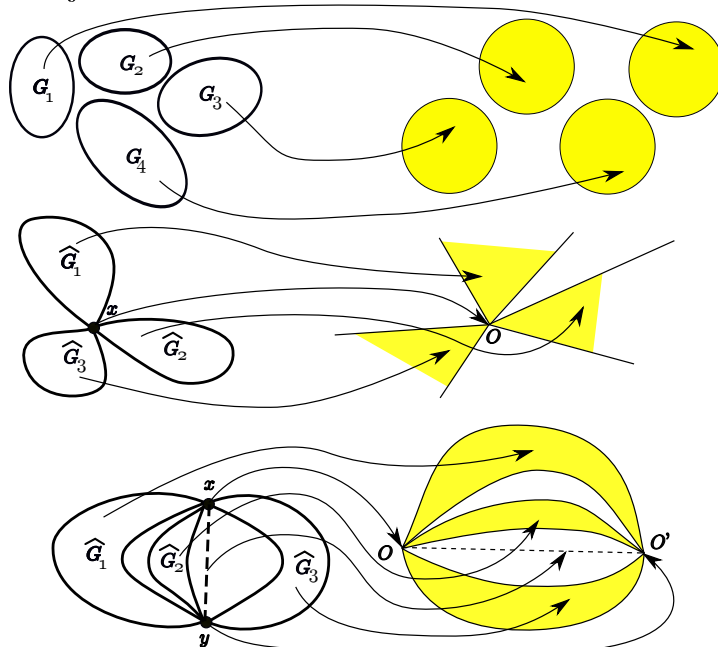 G₁
G₂
G₃
G₄
Ĝ₁
x
Ĝ₂
Ĝ₃
O
x
Ĝ₁
Ĝ₂
Ĝ₃
y
O
O'